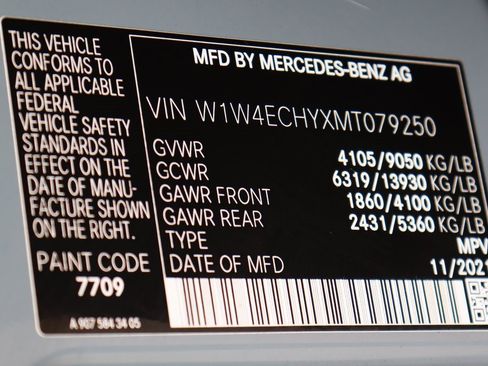 THIS VEHICLE
CONFORMS TO
ALL APPLICABLE
FEDERAL
VEHICLE SAFETY
STANDARDS IN
EFFECT ON THE
DATE OF MANU-
FACTURE SHOWN
ON THE RIGHT.
PAINT CODE
7709
A 907 584 34 05
MFD BY MERCEDES-BENZ AG
VIN W1W4ECHYXMT079250
GVWR 4105/9050 KG/LB
GCWR 6319/13930 KG/LB
GAWR FRONT 1860/4100 KG/LB
GAWR REAR 2431/5360 KG/LB
TYPE MPV
DATE OF MFD 11/2021